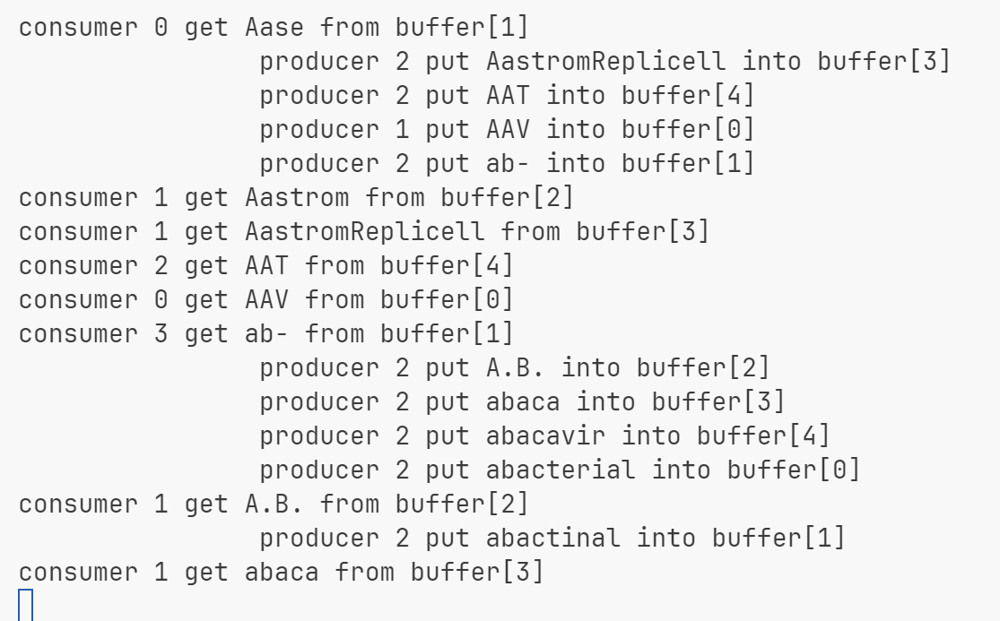 consumer 0 get Aase from buffer[1]
producer 2 put AastromReplicell into buffer[3]
producer 2 put AAT into buffer[4]
producer 1 put AAV into buffer[0]
producer 2 put ab- into buffer[1]
consumer 1 get Aastrom from buffer[2]
consumer 1 get AastromReplicell from buffer[3]
consumer 2 get AAT from buffer[4]
consumer 0 get AAV from buffer[0]
consumer 3 get ab- from buffer[1]
producer 2 put A.B. into buffer[2]
producer 2 put abaca into buffer[3]
producer 2 put abacavir into buffer[4]
producer 2 put abacterial into buffer[0]
consumer 1 get A.B. from buffer[2]
producer 2 put abactinal into buffer[1]
consumer 1 get abaca from buffer[3]